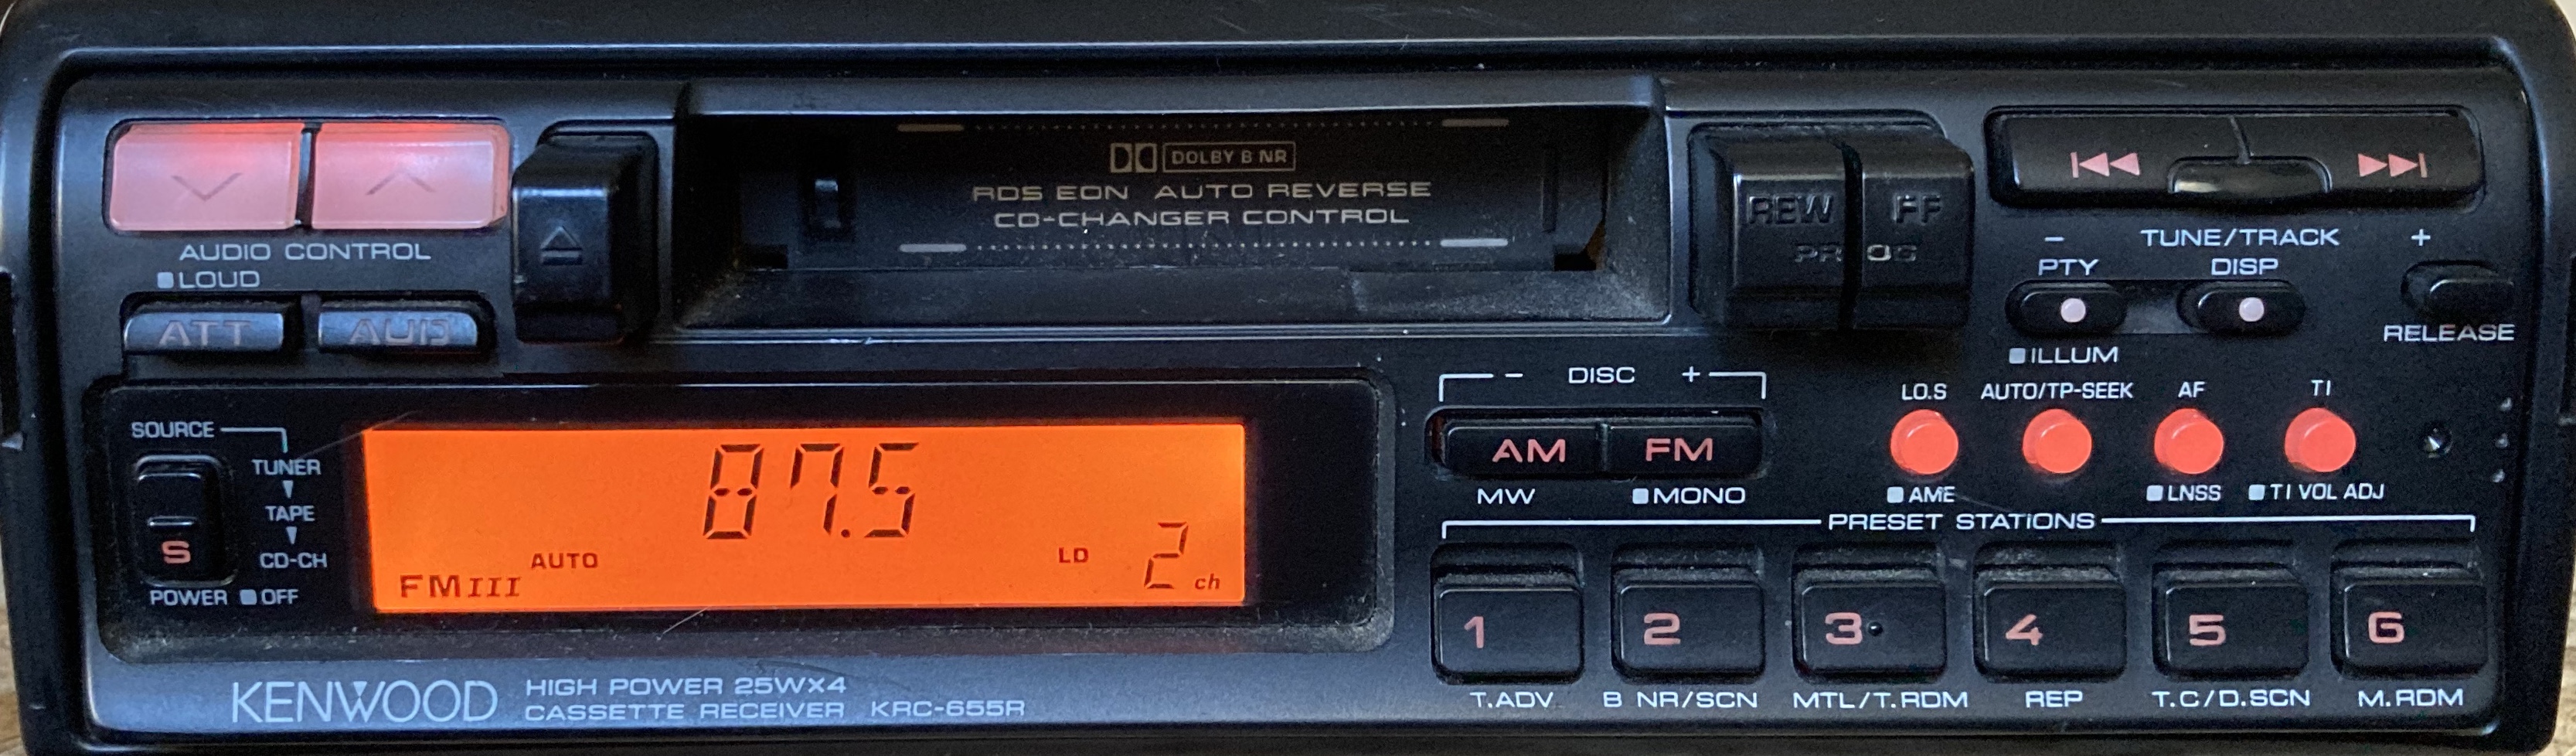 DOLBY B NR
RDS EON AUTO REVERSE
CD-CHANGER CONTROL
AUDIO CONTROL
LOUD
ATT AUD
REW FF
PROG
- TUNE/TRACK +
PTY DISP
ILLUM
RELEASE
SOURCE
TUNER
TAPE
CD-CH
S
POWER OFF
87.5
AUTO
LD
FM III
2 ch
- DISC +
AM FM
MW MONO
LO.S AUTO/TP-SEEK AF TI
AME LNSS TI VOL ADJ
PRESET STATIONS
1 2 3 4 5 6
T.ADV B NR/SCN MTL/T.RDM REP T.C/D.SCN M.RDM
KENWOOD
HIGH POWER 25WX4
CASSETTE RECEIVER KRC-655R